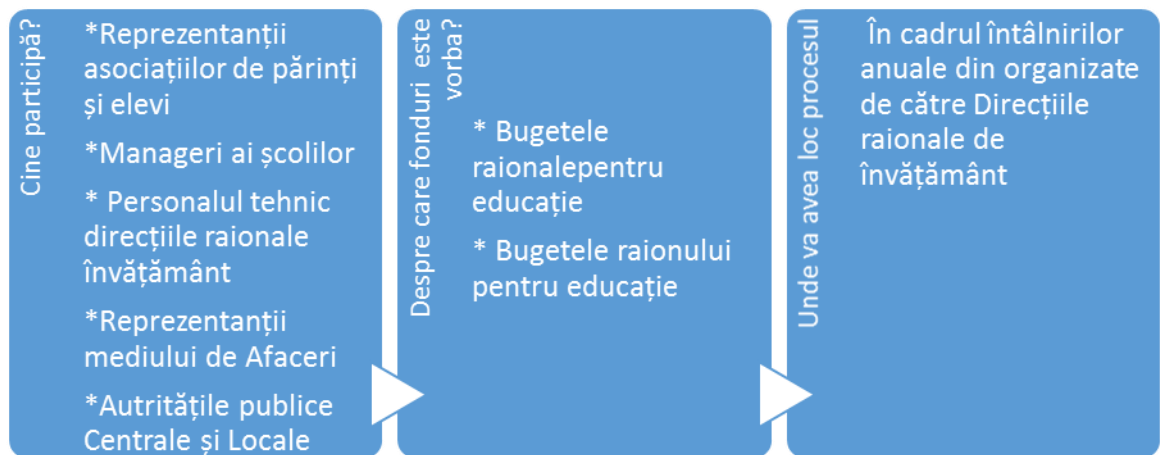 Cine participă?
*Reprezentanții
asociațiilor de părinți
și elevi
*Manageri ai școlilor
* Personalul tehnic
direcțiile raionale
învățământ
*Reprezentanții
mediului de Afaceri
*Autritățile publice
Centrale și Locale
Despre care fonduri este
vorba?
* Bugetele
raionalepentru
educație
* Bugetele raionului
pentru educație
Unde va avea loc procesul
În cadrul întâlnirilor
anuale din organizate
de către Direcțiile
raionale de
învățământ